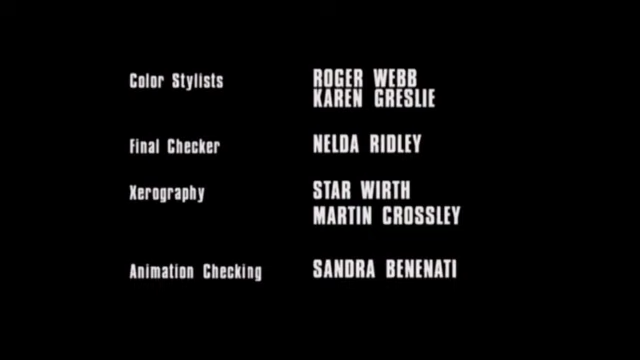 Color Stylists ROGER WEBB
KAREN GRESLIE
Final Checker NELDA RIDLEY
Xerography STAR WIRTH
MARTIN CROSSLEY
Animation Checking SANDRA BENENATI